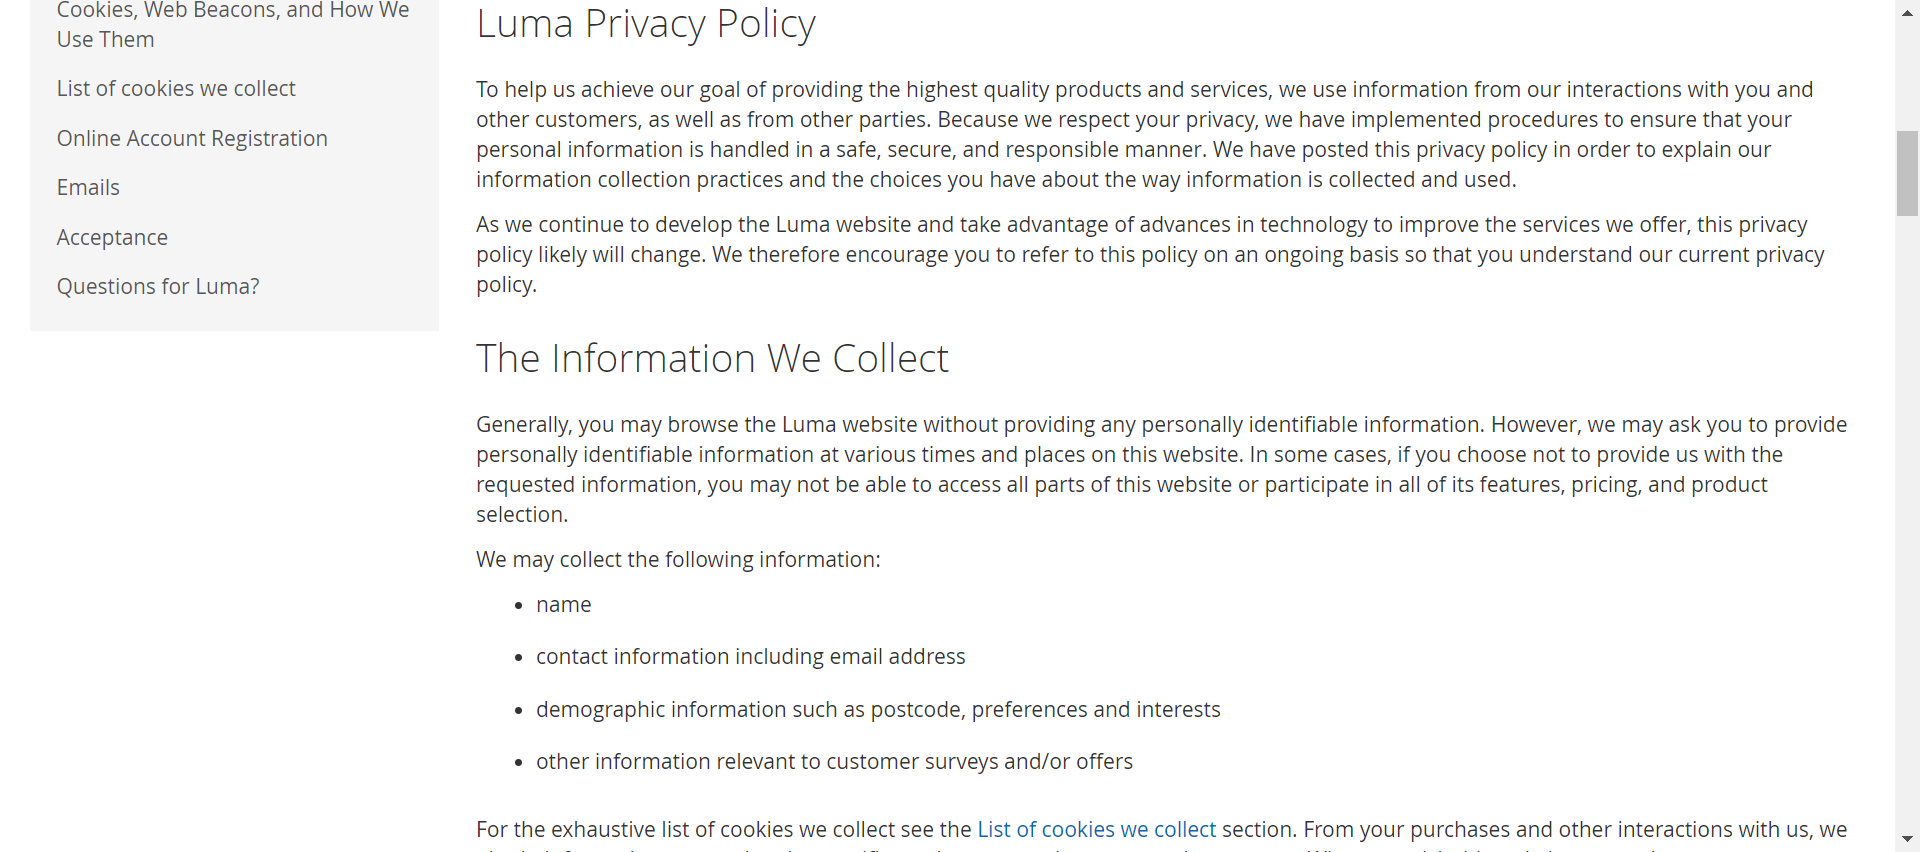 Cookies, Web Beacons, and How We
Use Them
List of cookies we collect
Online Account Registration
Emails
Acceptance
Questions for Luma?
Luma Privacy Policy
To help us achieve our goal of providing the highest quality products and services, we use information from our interactions with you and
other customers, as well as from other parties. Because we respect your privacy, we have implemented procedures to ensure that your
personal information is handled in a safe, secure, and responsible manner. We have posted this privacy policy in order to explain our
information collection practices and the choices you have about the way information is collected and used.
As we continue to develop the Luma website and take advantage of advances in technology to improve the services we offer, this privacy
policy likely will change. We therefore encourage you to refer to this policy on an ongoing basis so that you understand our current privacy
policy.
The Information We Collect
Generally, you may browse the Luma website without providing any personally identifiable information. However, we may ask you to provide
personally identifiable information at various times and places on this website. In some cases, if you choose not to provide us with the
requested information, you may not be able to access all parts of this website or participate in all of its features, pricing, and product
selection.
We may collect the following information:
• name
• contact information including email address
• demographic information such as postcode, preferences and interests
• other information relevant to customer surveys and/or offers
For the exhaustive list of cookies we collect see the List of cookies we collect section. From your purchases and other interactions with us, we